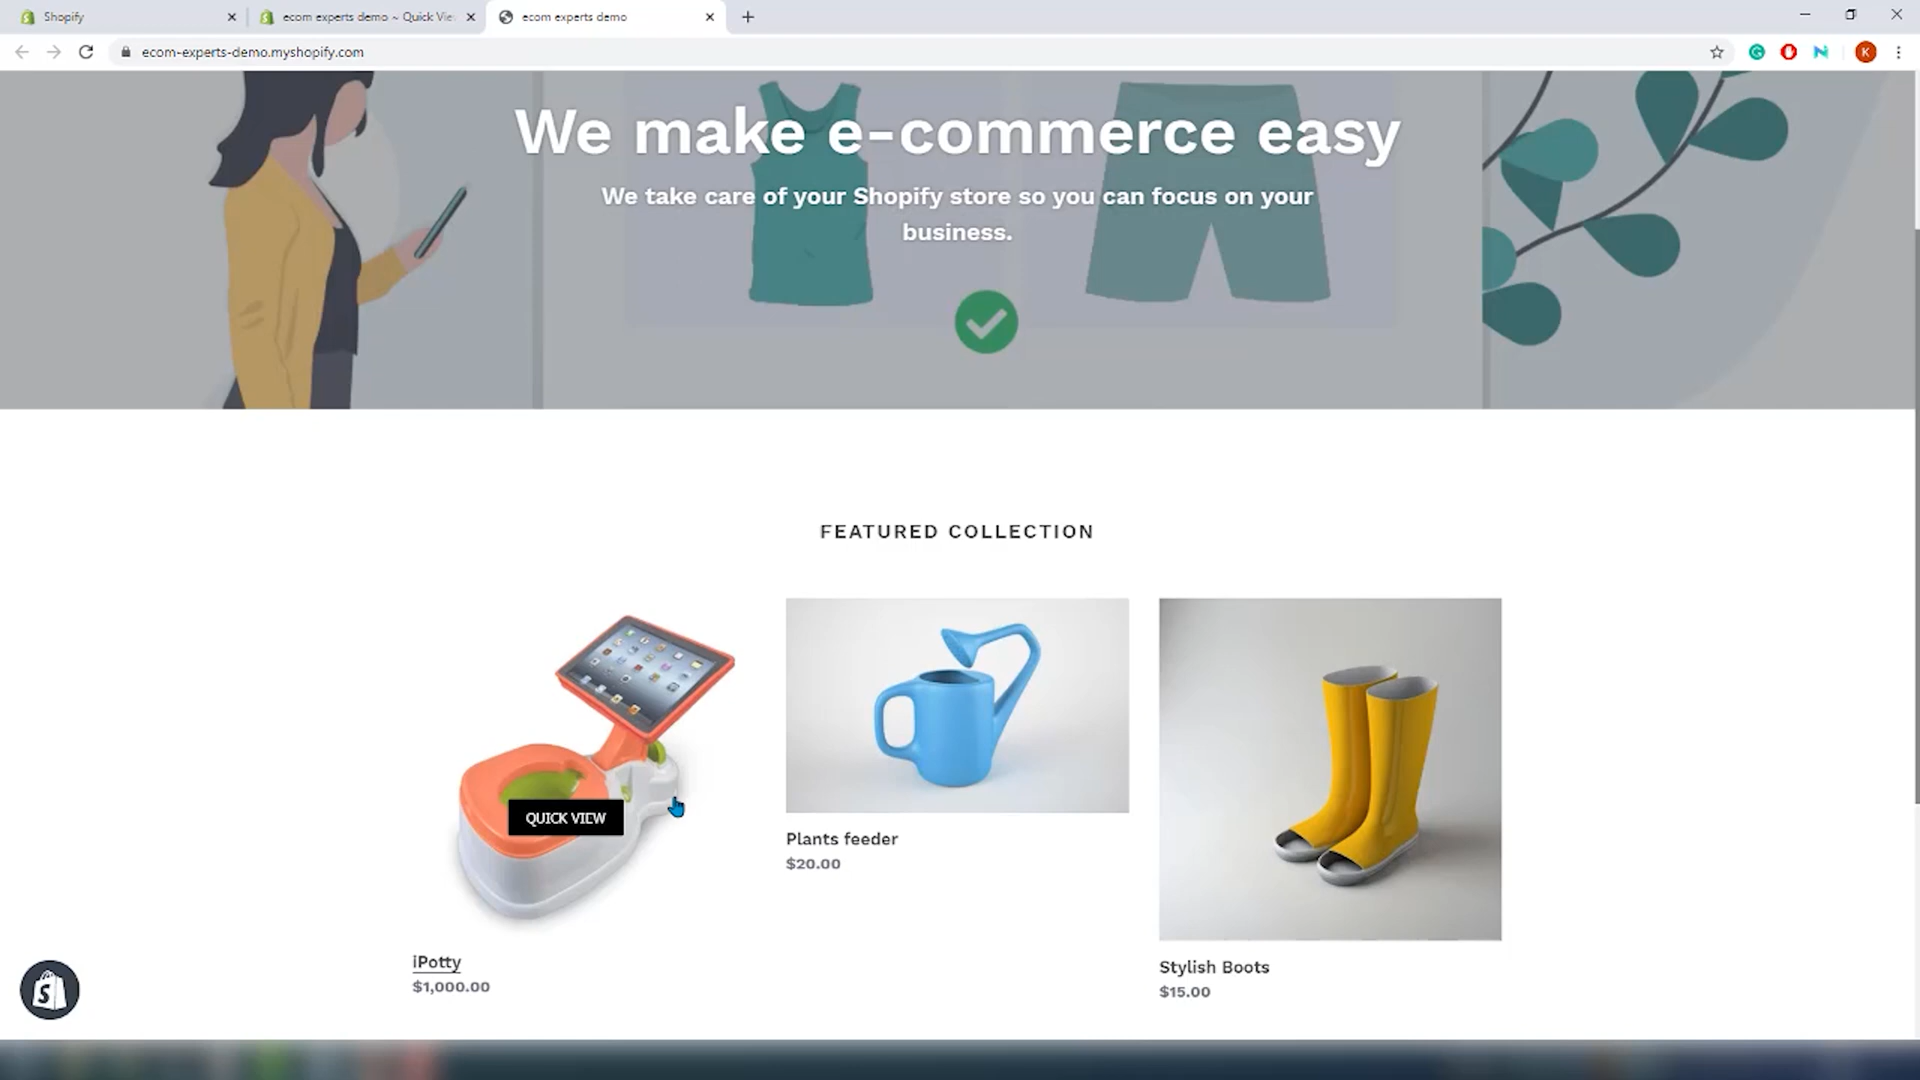 Shopify
ecom experts demo ~ Quick Vie
ecom experts demo
ecom-experts-demo.myshopify.com
K
We make e-commerce easy
We take care of your Shopify store so you can focus on your
business.
FEATURED COLLECTION
QUICK VIEW
Plants feeder
$20.00
iPotty
$1,000.00
Stylish Boots
$15.00